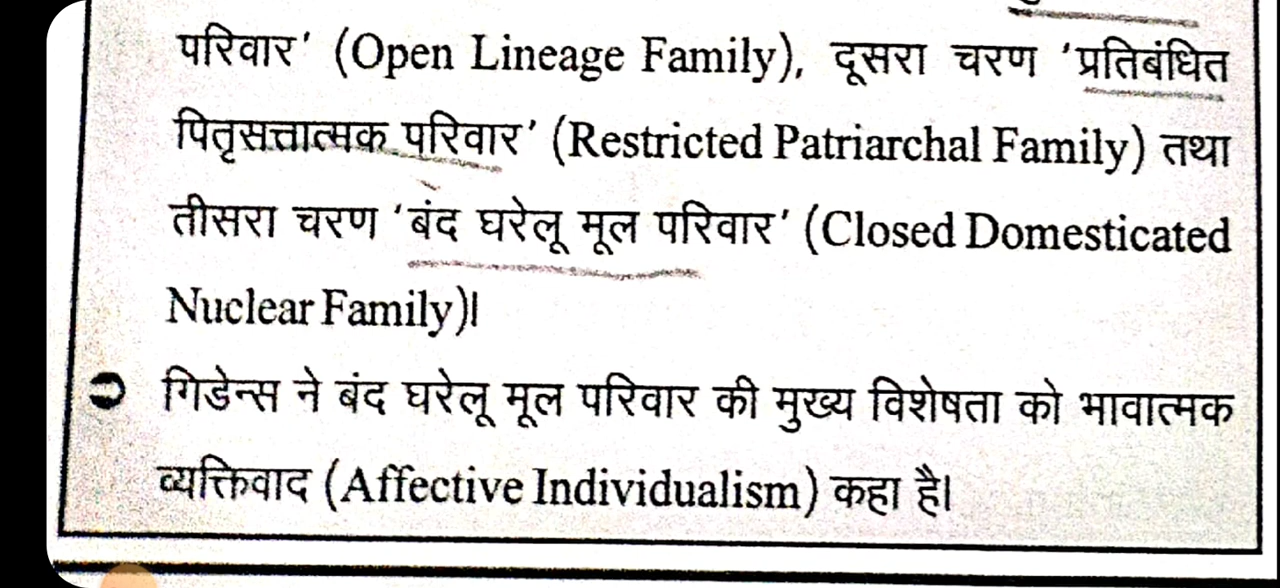 परिवार' (Open Lineage Family), दूसरा चरण 'प्रतिबंधित
पितृसत्तात्मक परिवार' (Restricted Patriarchal Family) तथा
तीसरा चरण 'बंद घरेलू मूल परिवार' (Closed Domesticated
Nuclear Family)।
➲ गिडेन्स ने बंद घरेलू मूल परिवार की मुख्य विशेषता को भावात्मक
व्यक्तिवाद (Affective Individualism) कहा है।